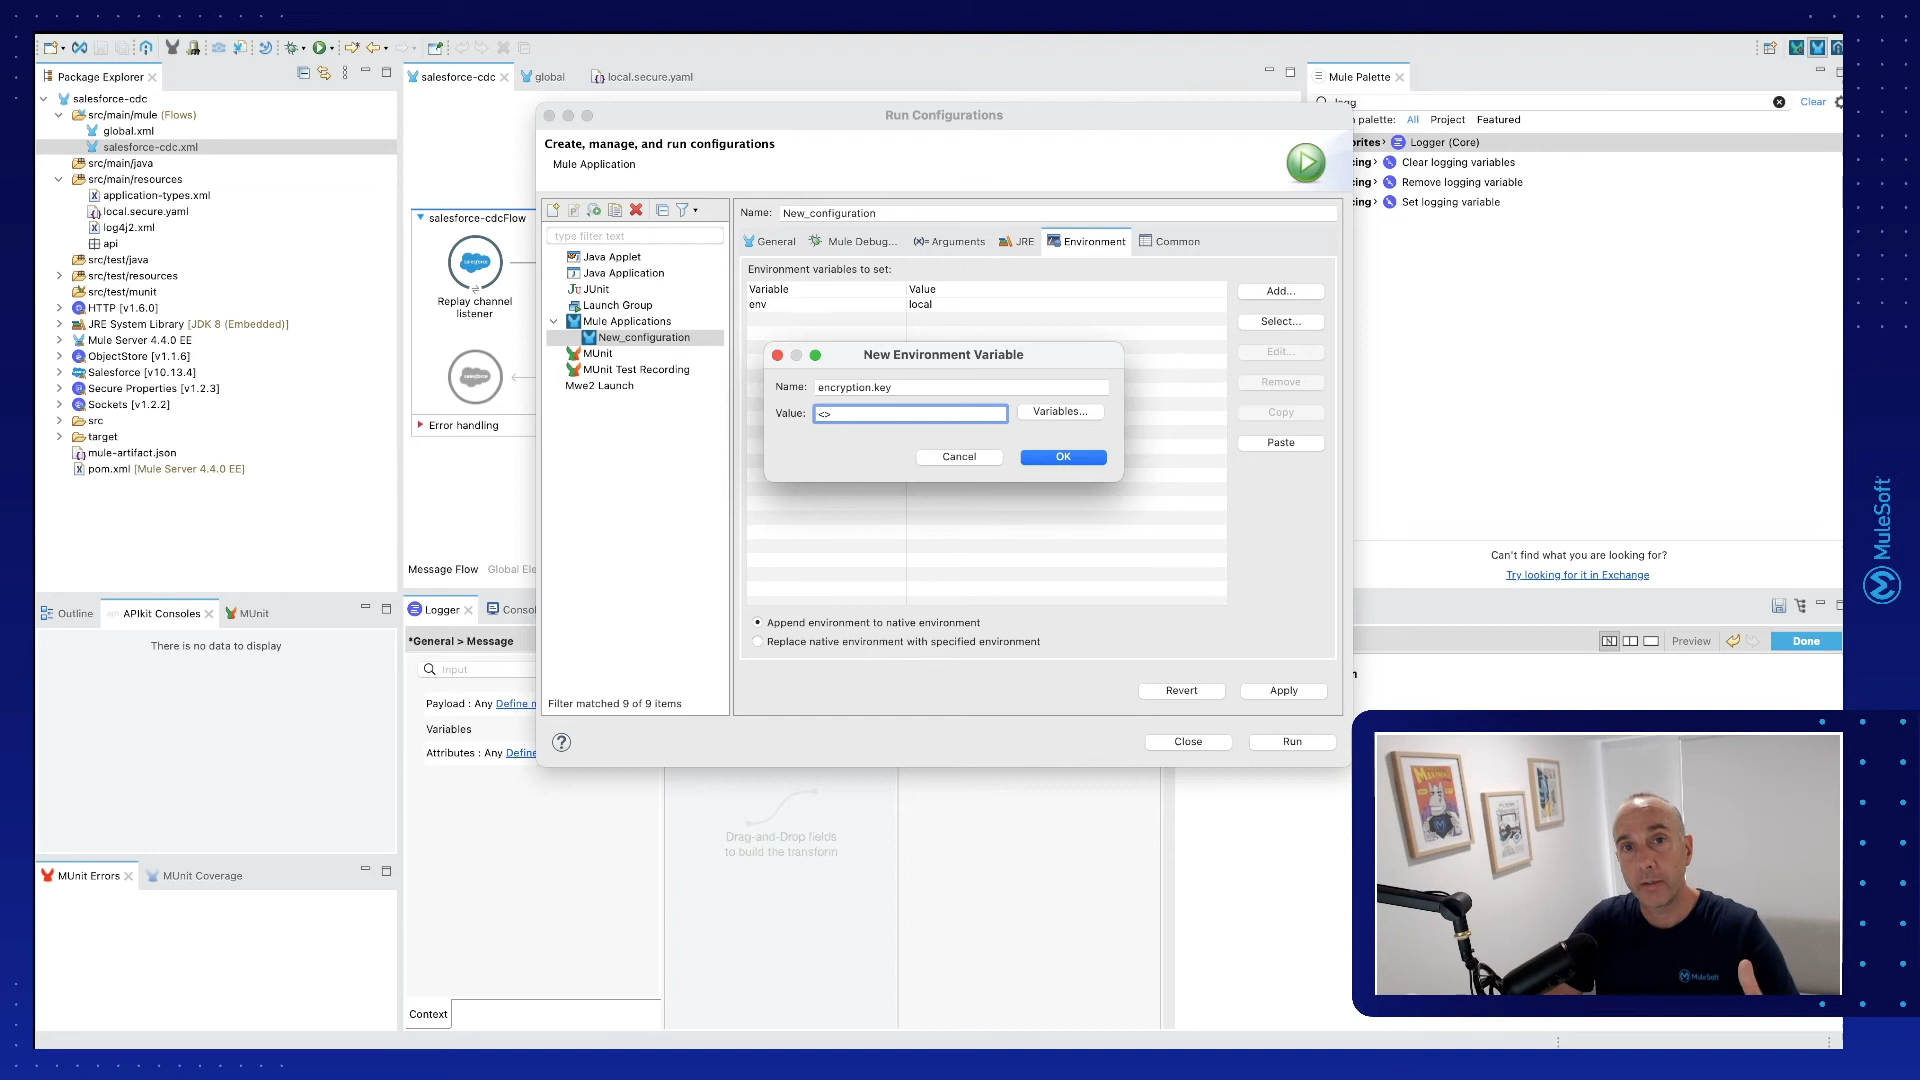 Package Explorer
salesforce-cdc
global
local.secure.yaml
Mule Palette
salesforce-cdc
src/main/mule (Flows)
global.xml
salesforce-cdc.xml
src/main/java
src/main/resources
application-types.xml
local.secure.yaml
log4j2.xml
api
src/test/java
src/test/resources
src/test/munit
HTTP [v1.6.0]
JRE System Library [JDK 8 (Embedded)]
Mule Server 4.4.0 EE
ObjectStore [v1.1.6]
Salesforce [v10.13.4]
Secure Properties [v1.2.3]
Sockets [v1.2.2]
src
target
mule-artifact.json
pom.xml [Mule Server 4.4.0 EE]
salesforce-cdcFlow
salesforce
Replay channel
listener
salesforce
Error handling
Message Flow
Global Ele
Run Configurations
Create, manage, and run configurations
Mule Application
type filter text
Java Applet
Java Application
JUnit
Launch Group
Mule Applications
New_configuration
MUnit
MUnit Test Recording
Mwe2 Launch
Filter matched 9 of 9 items
Name: New_configuration
General
Mule Debug...
(x)= Arguments
JRE
Environment
Common
Environment variables to set:
Variable Value
env local
Add...
Select...
Edit...
Remove
Copy
Paste
New Environment Variable
Name: encryption.key
Value: <>
Variables...
Cancel
OK
Append environment to native environment
Replace native environment with specified environment
Revert
Apply
Close
Run
logg
Clear
palette: All Project Featured
Logger (Core)
Clear logging variables
Remove logging variable
Set logging variable
Can't find what you are looking for?
Try looking for it in Exchange
Outline
APIkit Consoles
MUnit
There is no data to display
MUnit Errors
MUnit Coverage
Logger
Conso
*General > Message
Input
Payload : Any Define
Variables
Attributes : Any Define
Context
Drag-and-Drop fields
to build the transform
Preview
Done
MuleSoft
MuleSoft